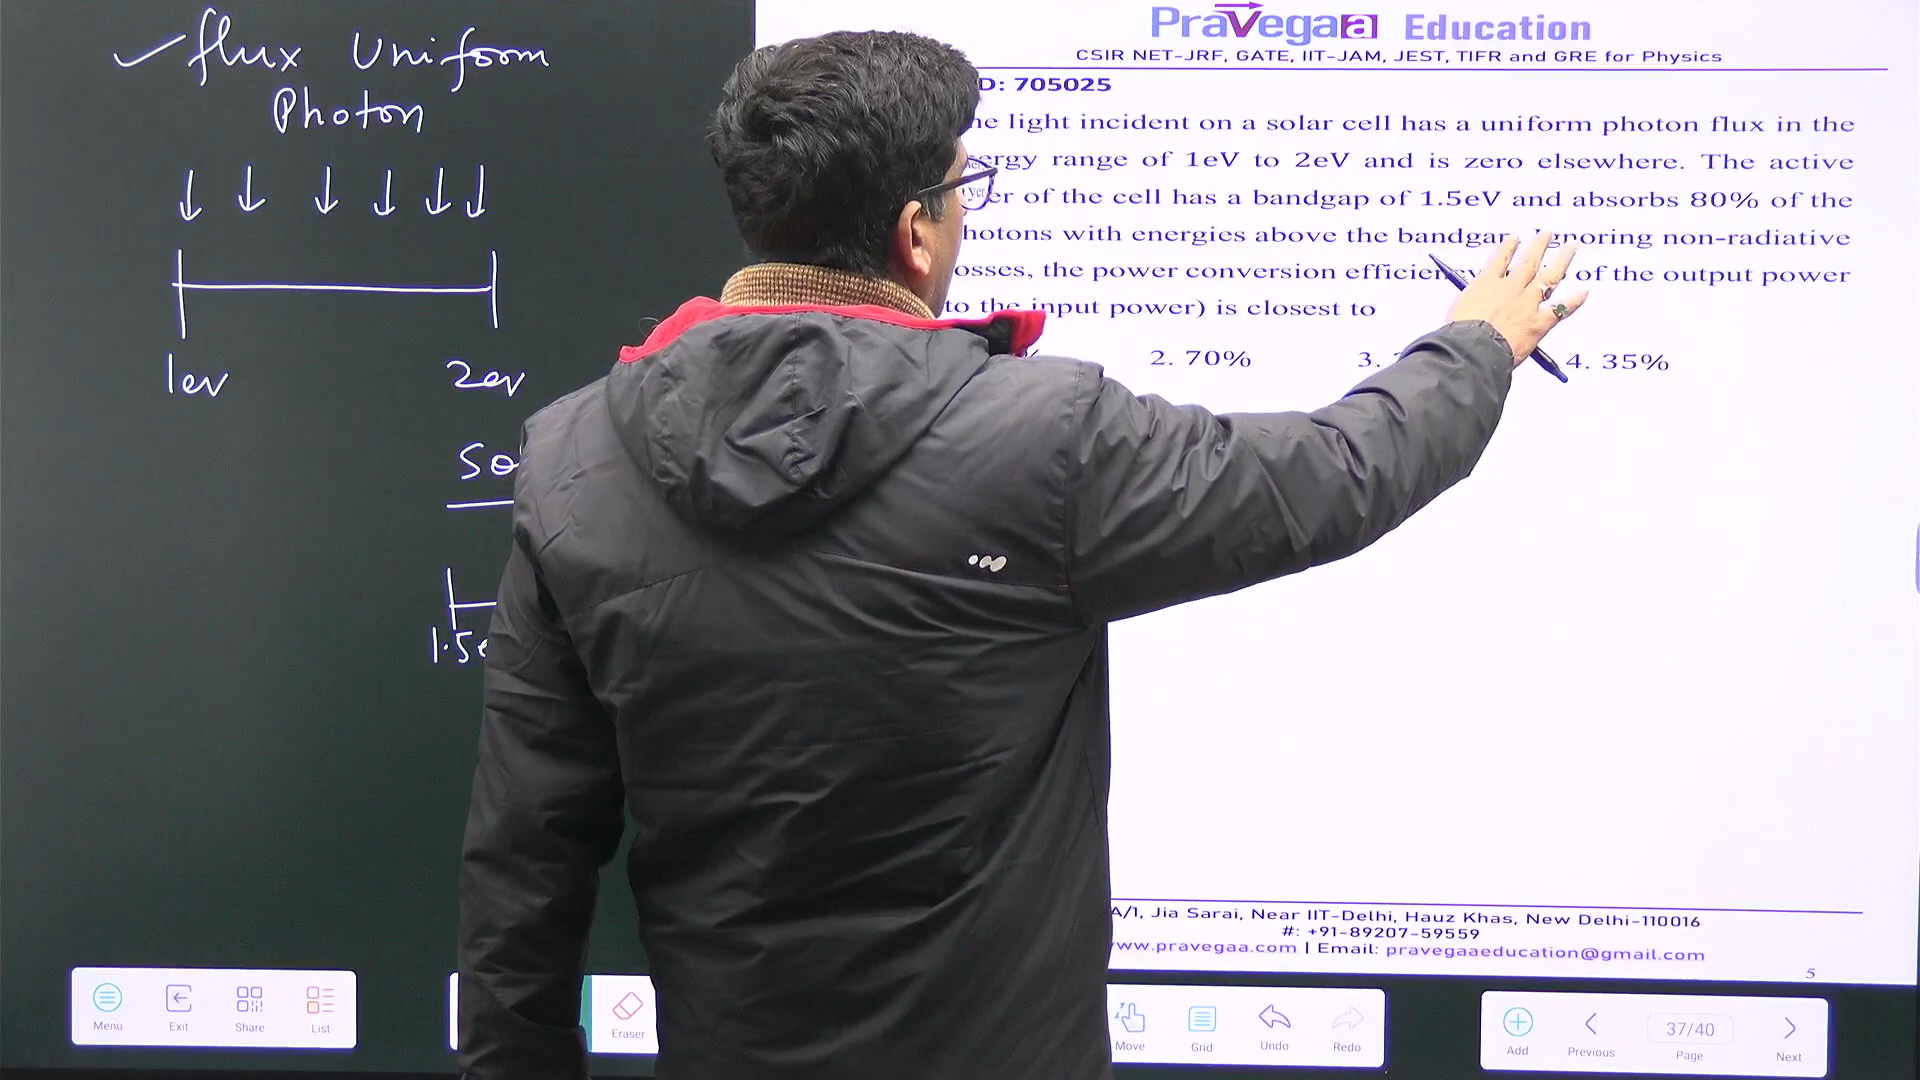 ✓ flux Uniform
Photon
1ev
2ev
1.5
PraVegaa Education
CSIR NET-JRF, GATE, IIT-JAM, JEST, TIFR and GRE for Physics
D: 705025
he light incident on a solar cell has a uniform photon flux in the
ergy range of 1eV to 2eV and is zero elsewhere. The active
er of the cell has a bandgap of 1.5eV and absorbs 80% of the
hotons with energies above the bandgap. Ignoring non-radiative
osses, the power conversion of the output power
to the input power) is closest to
2. 70%
3.
4. 35%
A/1, Jia Sarai, Near IIT-Delhi, Hauz Khas, New Delhi-110016
#: +91-89207-59559
www.pravegaa.com | Email: pravegaaeducation@gmail.com
5
Menu
Exit
Share
List
Eraser
Move
Grid
Undo
Redo
Add
Previous
37/40
Page
Next